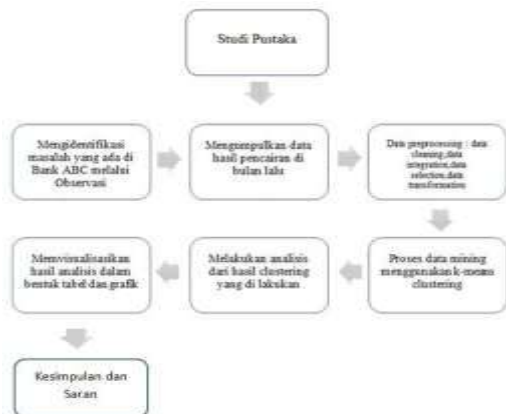 Studi Pustaka
Mengidentifikasi
masalah yang ada di
Bank ABC melalui
Observasi
Mengumpulkan data
hasil pencairan di
bulan lalu
Data preprocessing : data
cleaning,data
integration,data
selection,data
transformation
Proses data mining
menggunakan k-means
clustering
Melakukan analisis
dari hasil clustering
yang di lakukan
Memvisualisasikan
hasil analisis dalam
bentuk tabel dan grafik
Kesimpulan dan
Saran